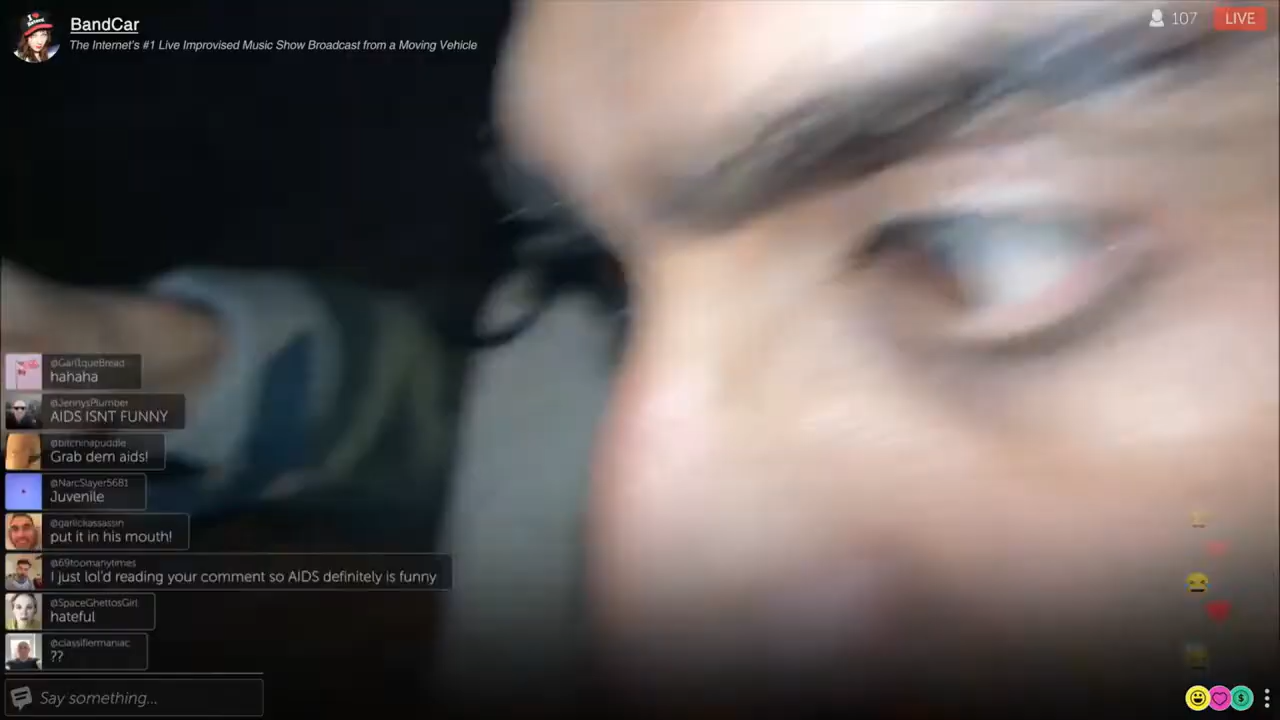 BandCar
The Internet's #1 Live Improvised Music Show Broadcast from a Moving Vehicle
107
LIVE
@GarlIqueBread
hahaha
@JennysPlumber
AIDS ISNT FUNNY
@bitchinapuddle
Grab dem aids!
@NarcSlayer5681
Juvenile
@garlickassassin
put it in his mouth!
@69toomanytimes
I just lol'd reading your comment so AIDS definitely is funny
@SpaceGhettosGirl
hateful
@classifiermaniac
??
Say something...
$